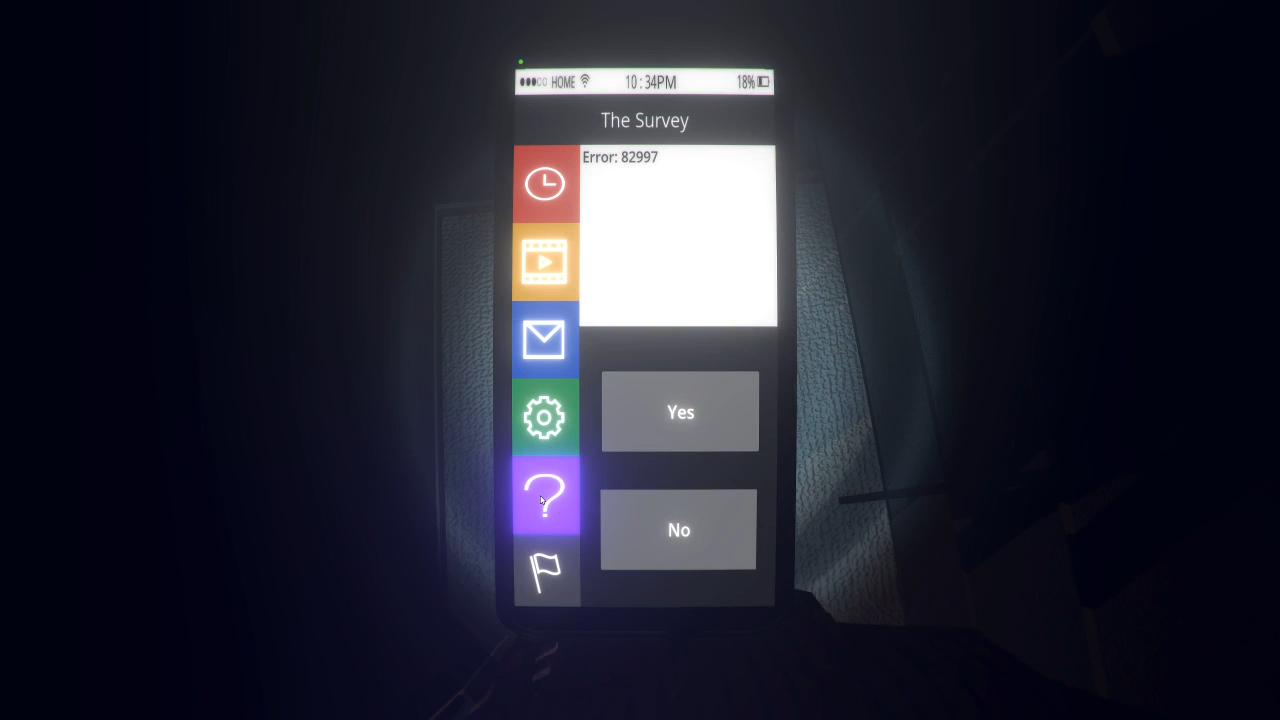 HOME 10:34PM 18%
The Survey
Error: 82997
Yes
No